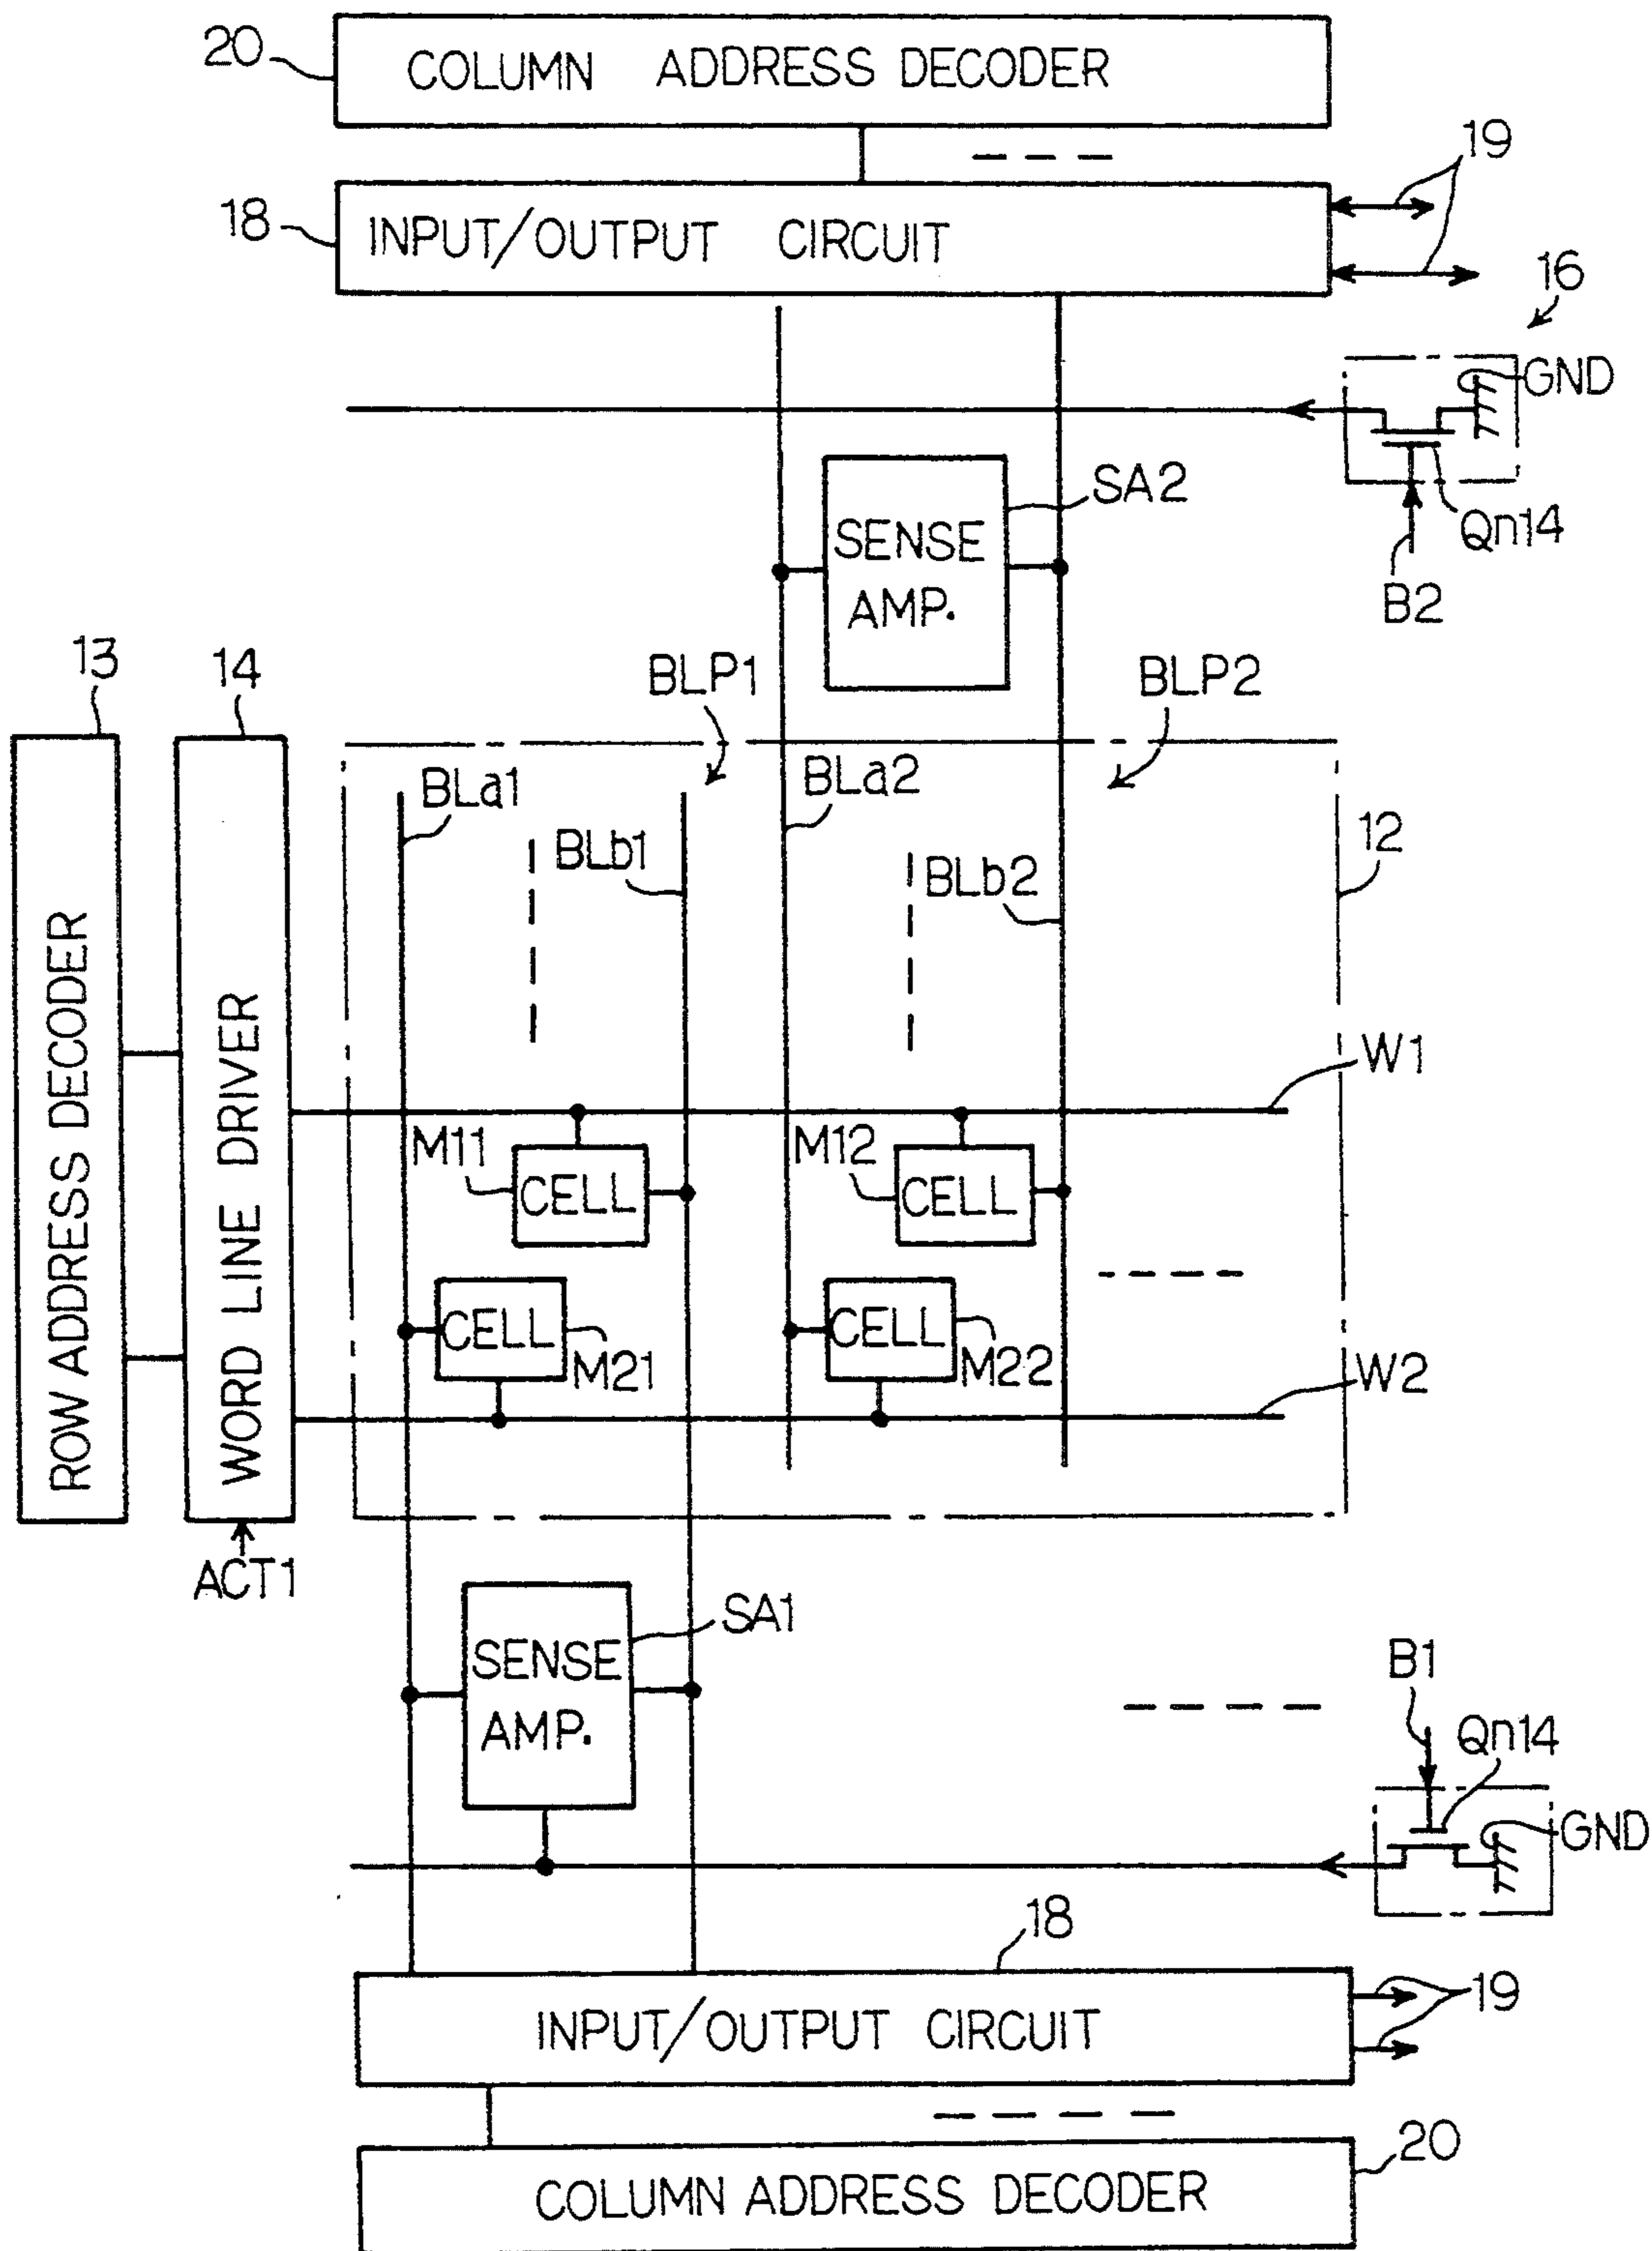 20
COLUMN ADDRESS DECODER
19
18
INPUT/OUTPUT CIRCUIT
16
GND
SA2
SENSE
AMP.
Qn14
B2
13
14
BLP1
BLP2
BLa1
BLa2
BLb1
12
BLb2
ROW ADDRESS DECODER
WORD LINE DRIVER
W1
M11
CELL
M12
CELL
CELL
M21
CELL
M22
W2
ACT1
SA1
SENSE
AMP.
B1
Qn14
GND
18
INPUT/OUTPUT CIRCUIT
19
20
COLUMN ADDRESS DECODER